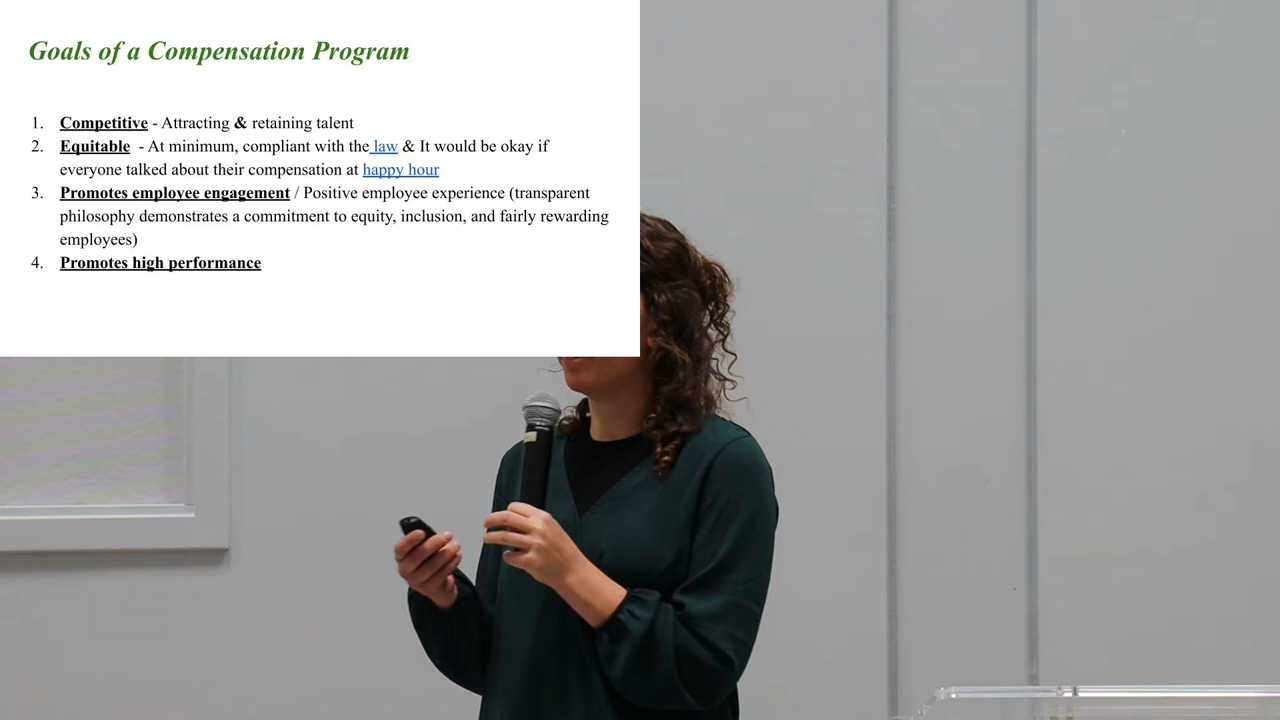 Goals of a Compensation Program
1. Competitive - Attracting & retaining talent
2. Equitable - At minimum, compliant with the law & It would be okay if
everyone talked about their compensation at happy hour
3. Promotes employee engagement / Positive employee experience (transparent
philosophy demonstrates a commitment to equity, inclusion, and fairly rewarding
employees)
4. Promotes high performance